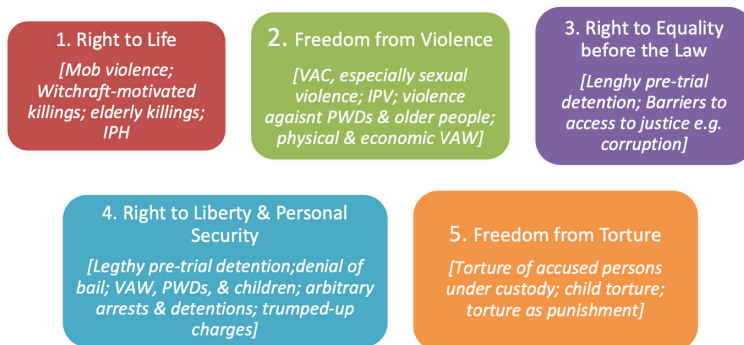 1. Right to Life
[Mob violence;
Witchraft-motivated
killings; elderly killings;
IPH
2. Freedom from Violence
[VAC, especially sexual
violence; IPV; violence
agaisnt PWDs & older people;
physical & economic VAW]
3. Right to Equality
before the Law
[Lenghy pre-trial
detention; Barriers to
access to justice e.g.
corruption]
4. Right to Liberty & Personal
Security
[Legthy pre-trial detention;denial of
bail; VAW, PWDs, & children; arbitrary
arrests & detentions; trumped-up
charges]
5. Freedom from Torture
[Torture of accused persons
under custody; child torture;
torture as punishment]